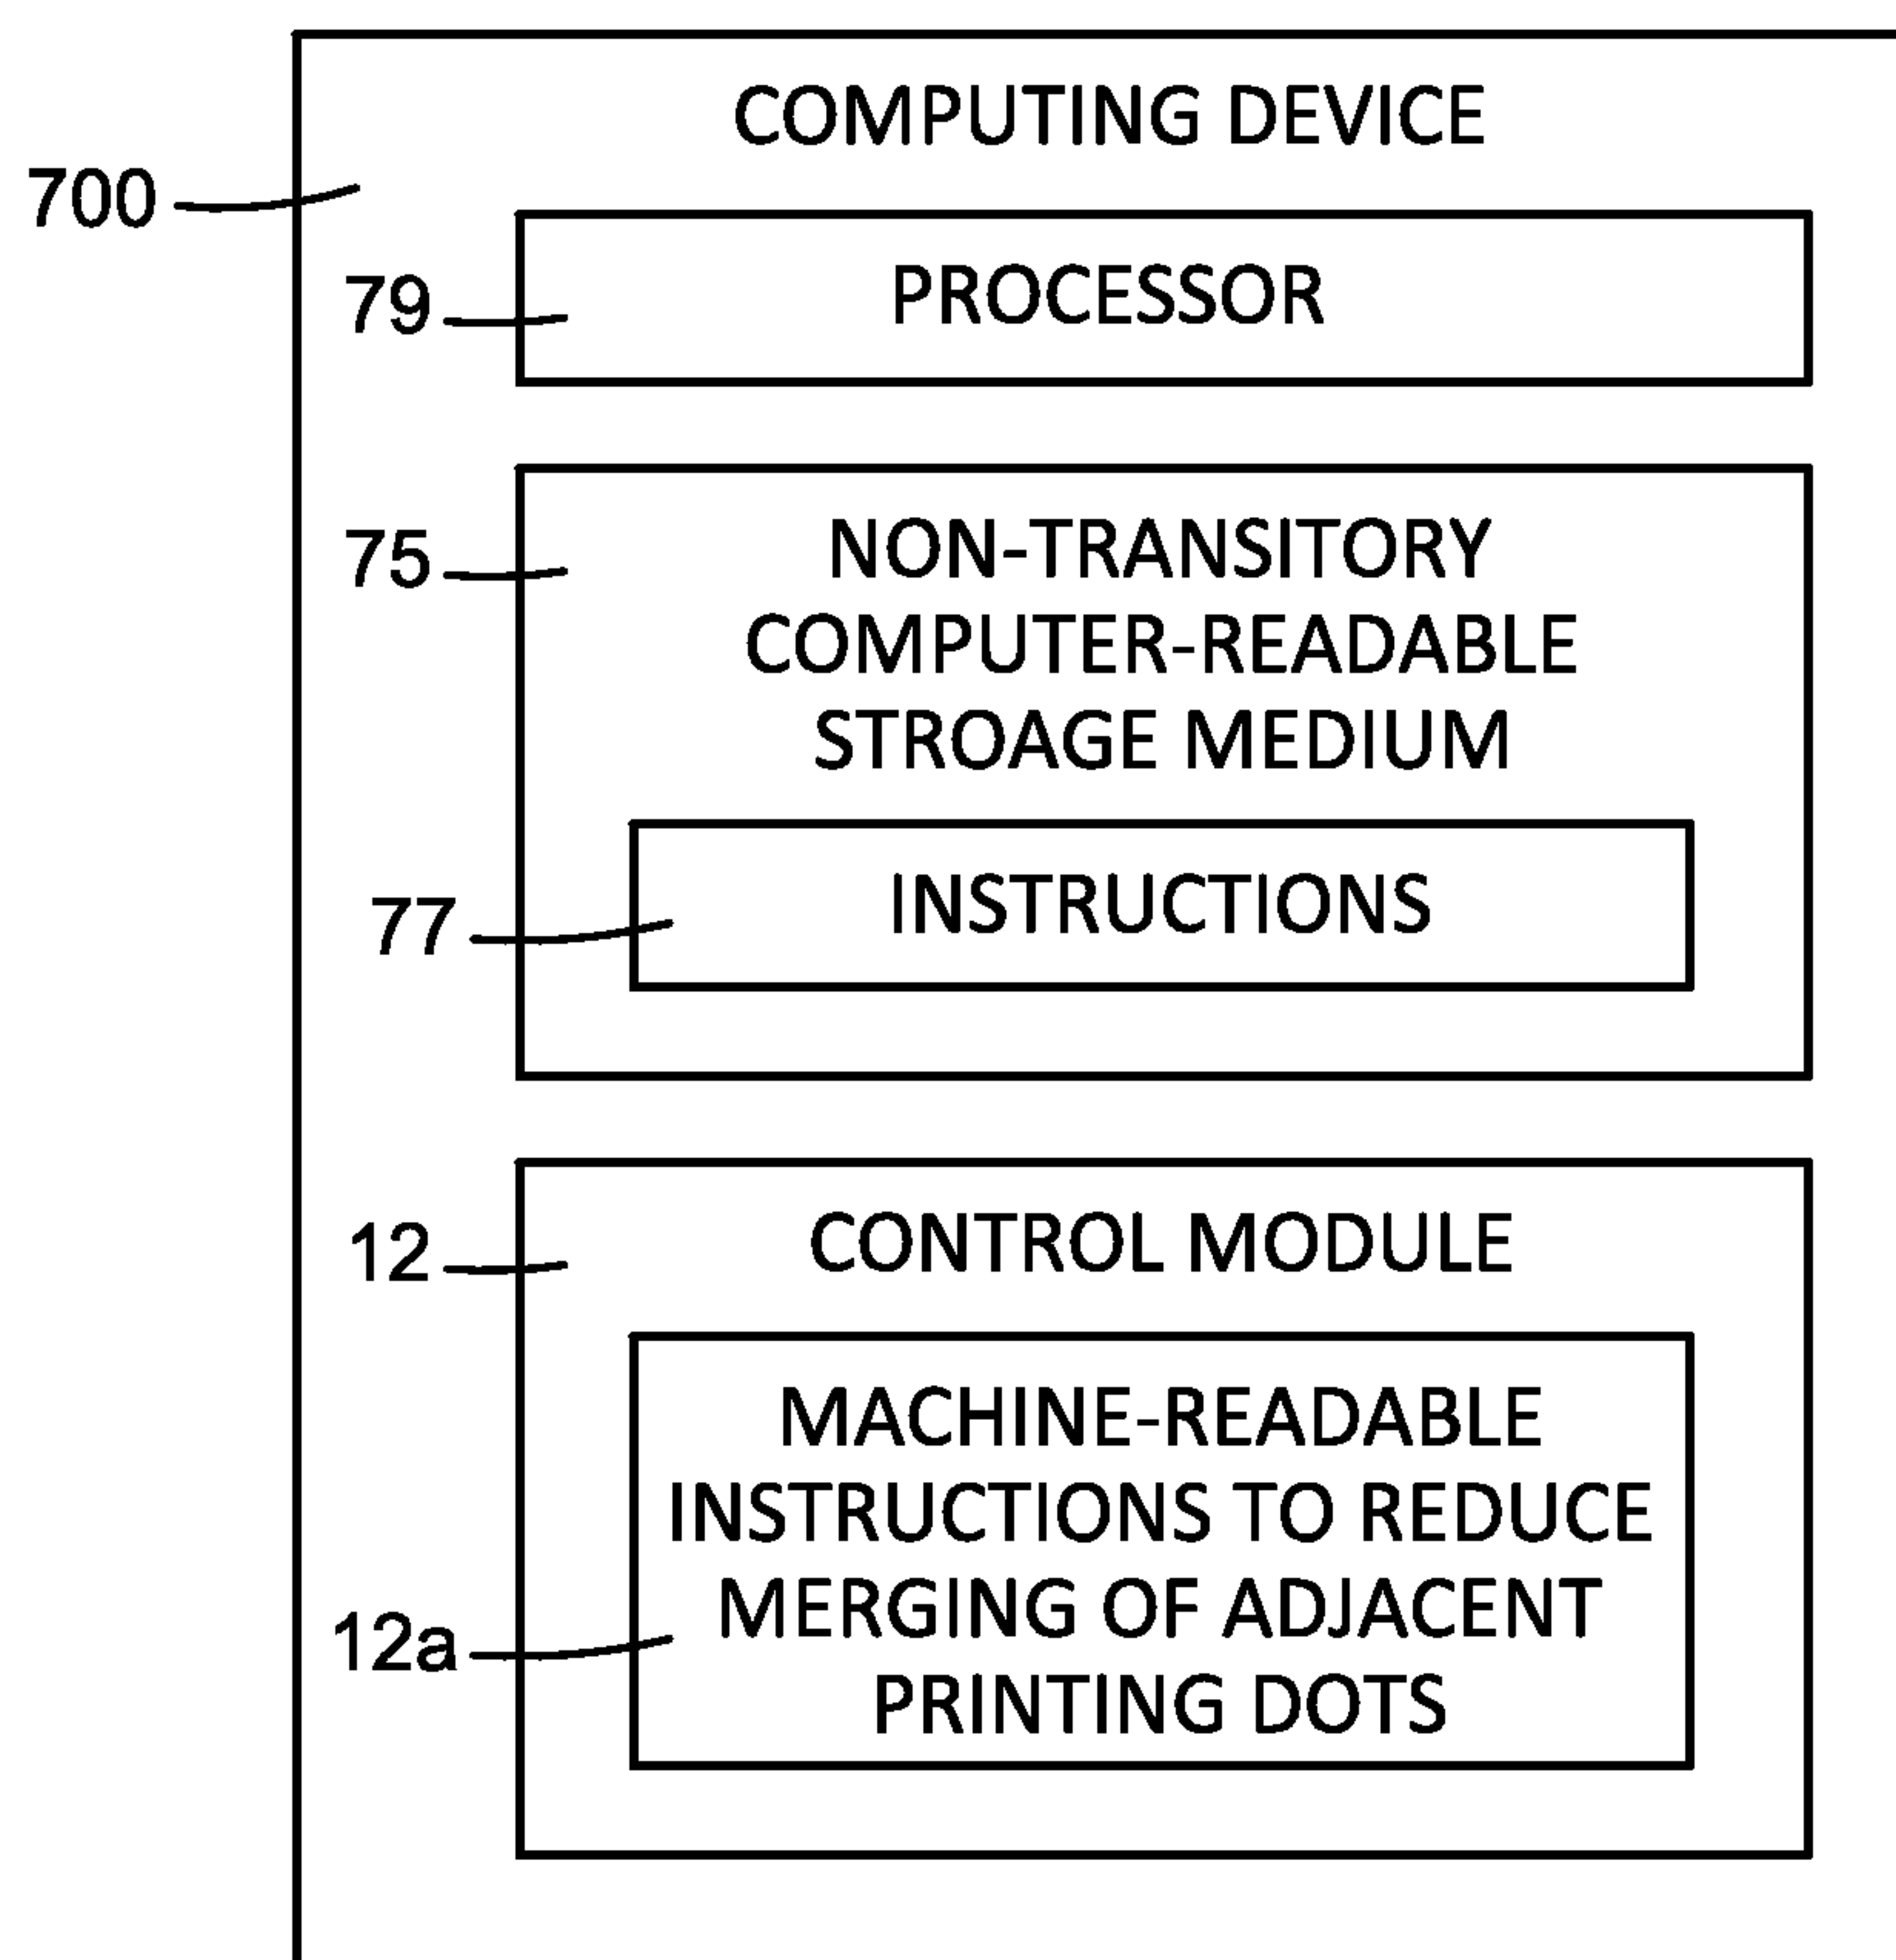 COMPUTING DEVICE
700
PROCESSOR
79
NON-TRANSITORY
75
COMPUTER-READABLE
STROAGE MEDIUM
INSTRUCTIONS
77
CONTROL MODULE
12
MACHINE-READABLE
INSTRUCTIONS TO REDUCE
MERGING OF ADJACENT
12a
PRINTING DOTS